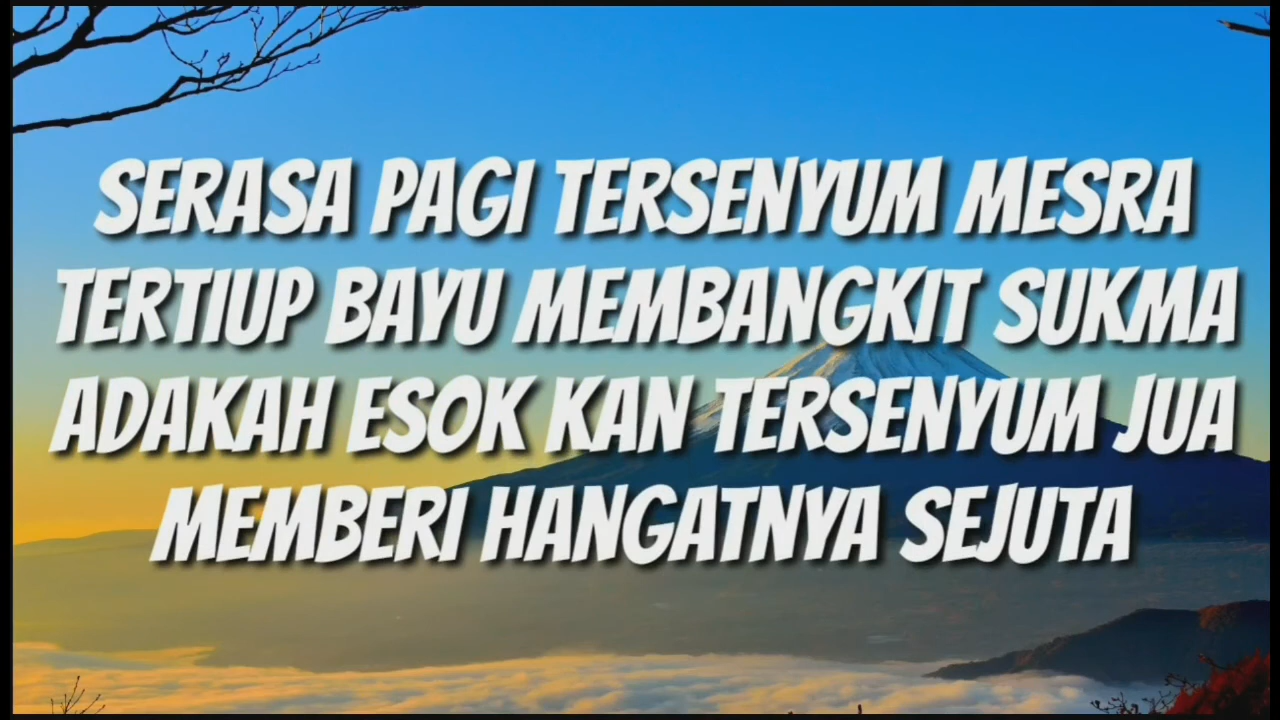 SERASA PAGI TERSENYUM MESRA
TERTIUP BAYU MEMBANGKIT SUKMA
ADAKAH ESOK KAN TERSENYUM JUA
MEMBERI HANGATNYA SEJUTA